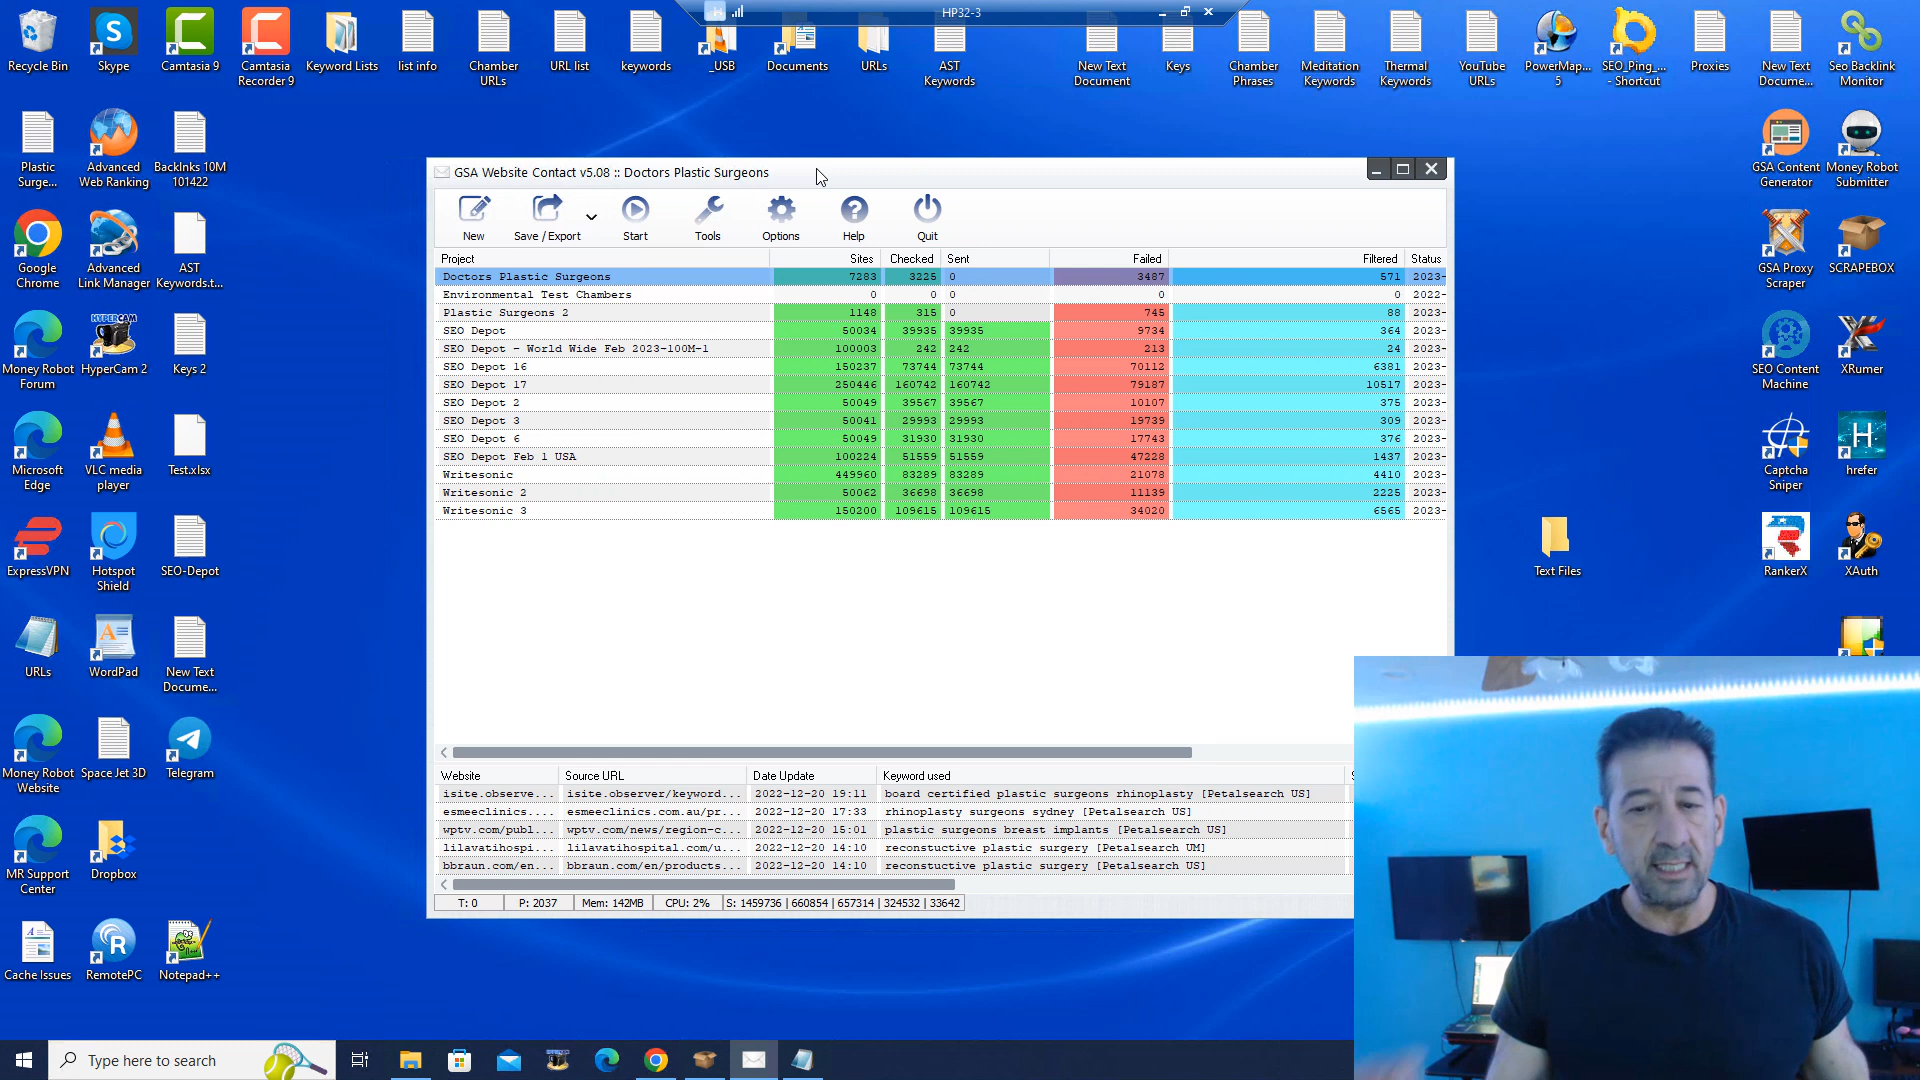 HP32-3
Recycle Bin
Skype
Camtasia 9
Camtasia
Recorder 9
Keyword Lists
list info
Chamber
URLs
URL list
keywords
_USB
Documents
URLs
AST
Keywords
New Text
Document
Keys
Chamber
Phrases
Meditation
Keywords
Thermal
Keywords
YouTube
URLs
PowerMap...
5
SEO_Ping_...
- Shortcut
Proxies
New Text
Docume...
Seo Backlink
Monitor
Plastic
Surge...
Advanced
Web Ranking
Backlnks 10M
101422
GSA Content
Generator
Money Robot
Submitter
Google
Chrome
Advanced
Link Manager
AST
Keywords.t...
GSA Proxy
Scraper
SCRAPEBOX
Money Robot
Forum
HYPERCAM
HyperCam 2
Keys 2
SEO Content
Machine
XRumer
Microsoft
Edge
VLC media
player
Test.xlsx
Captcha
Sniper
hrefer
ExpressVPN
Hotspot
Shield
SEO-Depot
Text Files
RankerX
XAuth
URLs
WordPad
New Text
Docume...
Money Robot
Website
Space Jet 3D
Telegram
MR Support
Center
Dropbox
Cache Issues
RemotePC
Notepad++
GSA Website Contact v5.08 :: Doctors Plastic Surgeons
New
Save / Export
Start
Tools
Options
Help
Quit
Project Sites Checked Sent Failed Filtered Status
Doctors Plastic Surgeons 7283 3225 0 3487 571 2023-
Environmental Test Chambers 0 0 0 0 0 2022-
Plastic Surgeons 2 1148 315 0 745 88 2023-
SEO Depot 50034 39935 39935 9734 364 2023-
SEO Depot - World Wide Feb 2023-100M-1 100003 242 242 213 24 2023-
SEO Depot 16 150237 73744 73744 70112 6381 2023-
SEO Depot 17 250446 160742 160742 79187 10517 2023-
SEO Depot 2 50049 39567 39567 10107 375 2023-
SEO Depot 3 50041 29993 29993 19739 309 2023-
SEO Depot 6 50049 31930 31930 17743 376 2023-
SEO Depot Feb 1 USA 100224 51559 51559 47228 1437 2023-
Writesonic 449960 83289 83289 21078 4410 2023-
Writesonic 2 50062 36698 36698 11139 2225 2023-
Writesonic 3 150200 109615 109615 34020 6565 2023-
Website Source URL Date Update Keyword used
isite.observe... isite.observer/keyword... 2022-12-20 19:11 board certified plastic surgeons rhinoplasty [Petalsearch US]
esmeeclinics.... esmeeclinics.com.au/pr... 2022-12-20 17:33 rhinoplasty surgeons sydney [Petalsearch US]
wptv.com/publ... wptv.com/news/region-c... 2022-12-20 15:01 plastic surgeons breast implants [Petalsearch US]
lilavatihospi... lilavatihospital.com/u... 2022-12-20 14:10 reconstuctive plastic surgery [Petalsearch UM]
bbraun.com/en... bbraun.com/en/products... 2022-12-20 14:10 reconstuctive plastic surgery [Petalsearch US]
T: 0 P: 2037 Mem: 142MB CPU: 2% S: 1459736 | 660854 | 657314 | 324532 | 33642
Type here to search